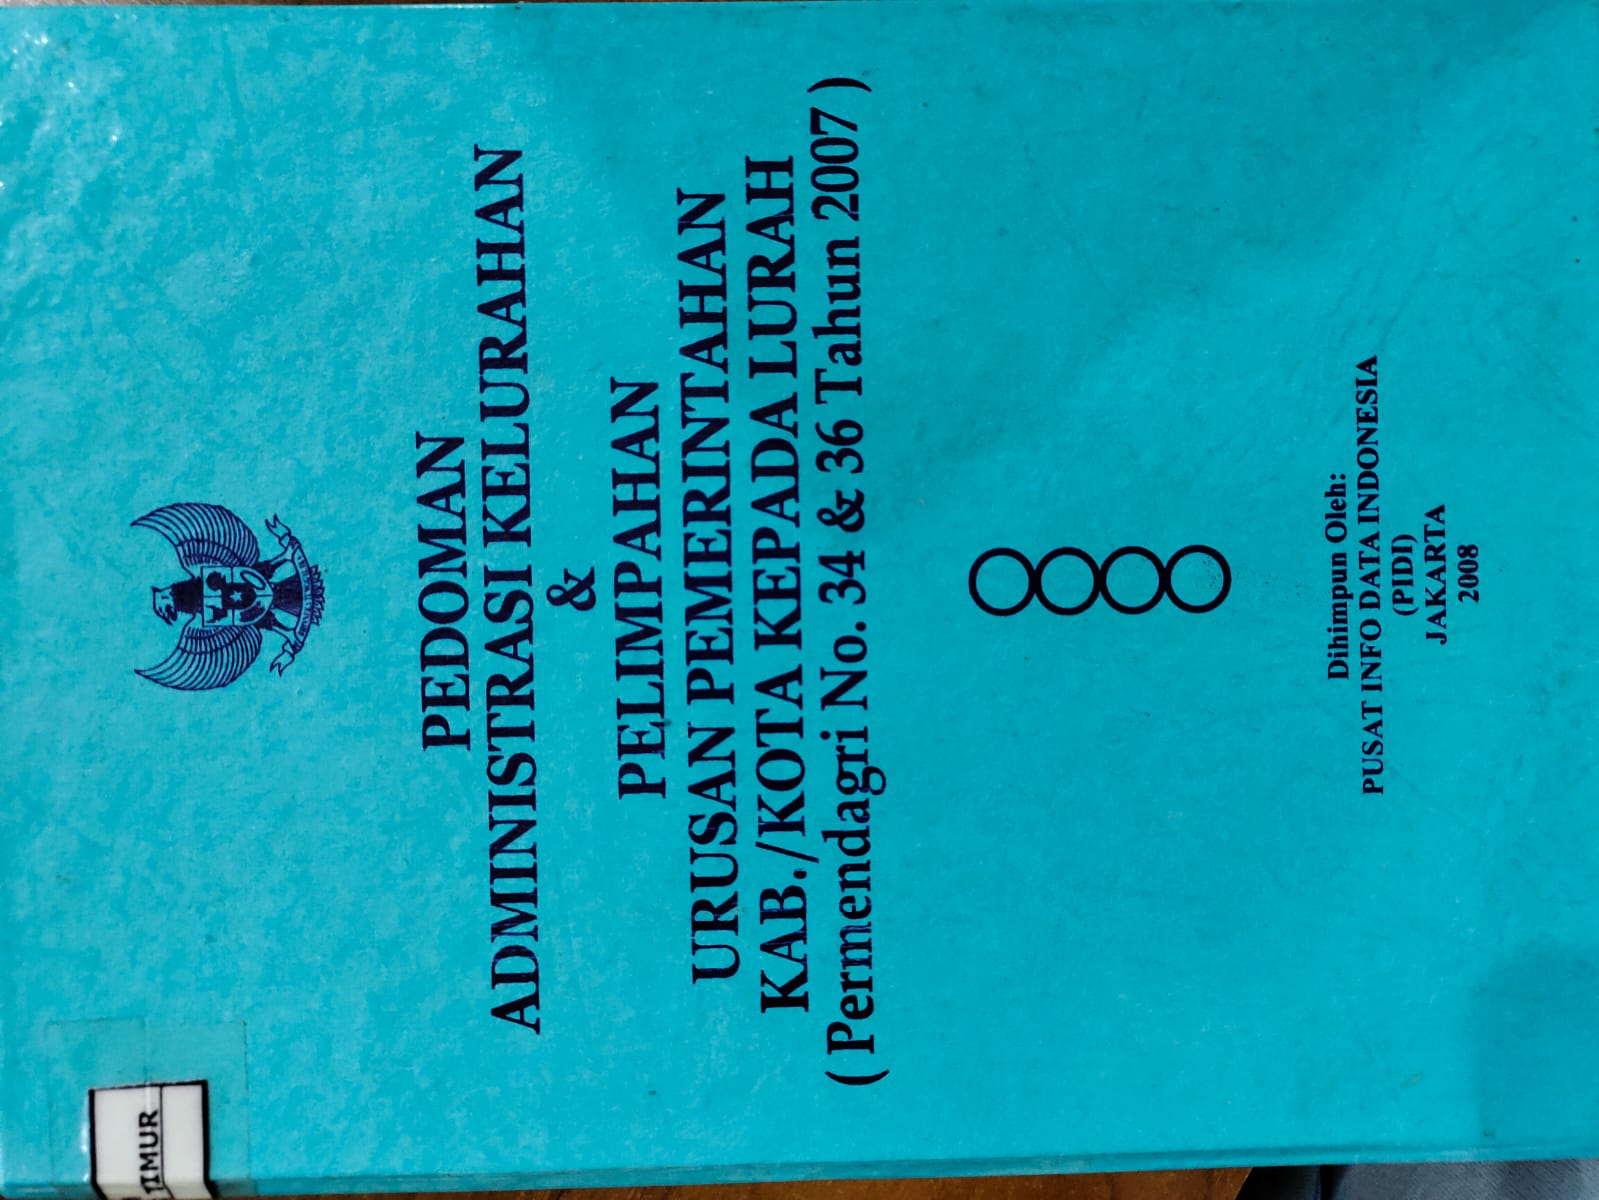 PEDOMAN
ADMINISTRASI KELURAHAN
&
PELIMPAHAN
URUSAN PEMERINTAHAN
KAB./KOTA KEPADA LURAH
( Permendagri No. 34 & 36 Tahun 2007 )
Dihimpun Oleh:
PUSAT INFO DATA INDONESIA
(PIDI)
JAKARTA
2008
TIMUR